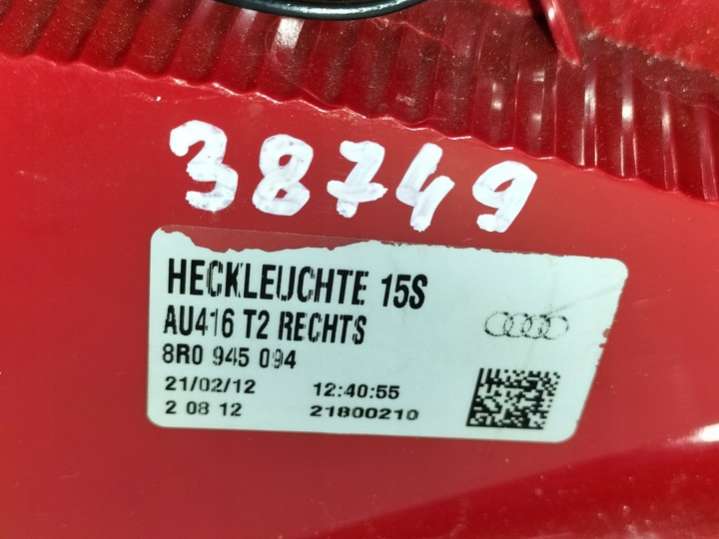 38749
HECKLEUCHTE 15S
AU416 T2 RECHTS
8R0 945 094
21/02/12 12:40:55
2 08 12 21800210